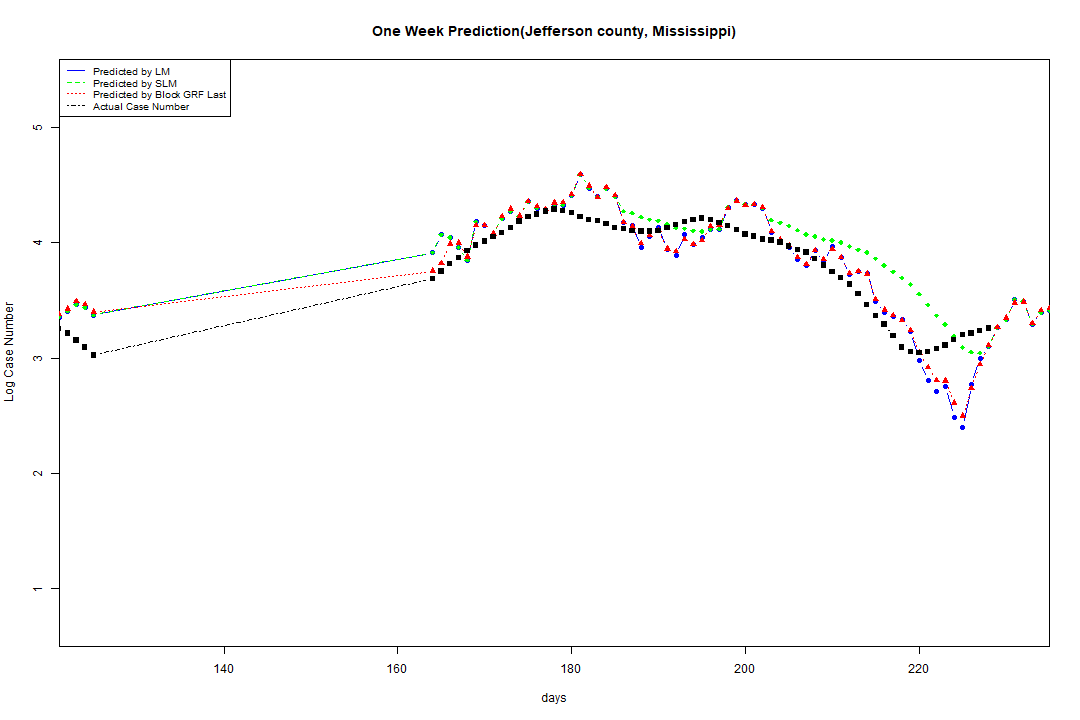 One Week Prediction(Jefferson county, Mississippi)
Predicted by LM
Predicted by SLM
Predicted by Block GRF Last
Actual Case Number
5
4
3
2
1
Log Case Number
140 160 180 200 220
days